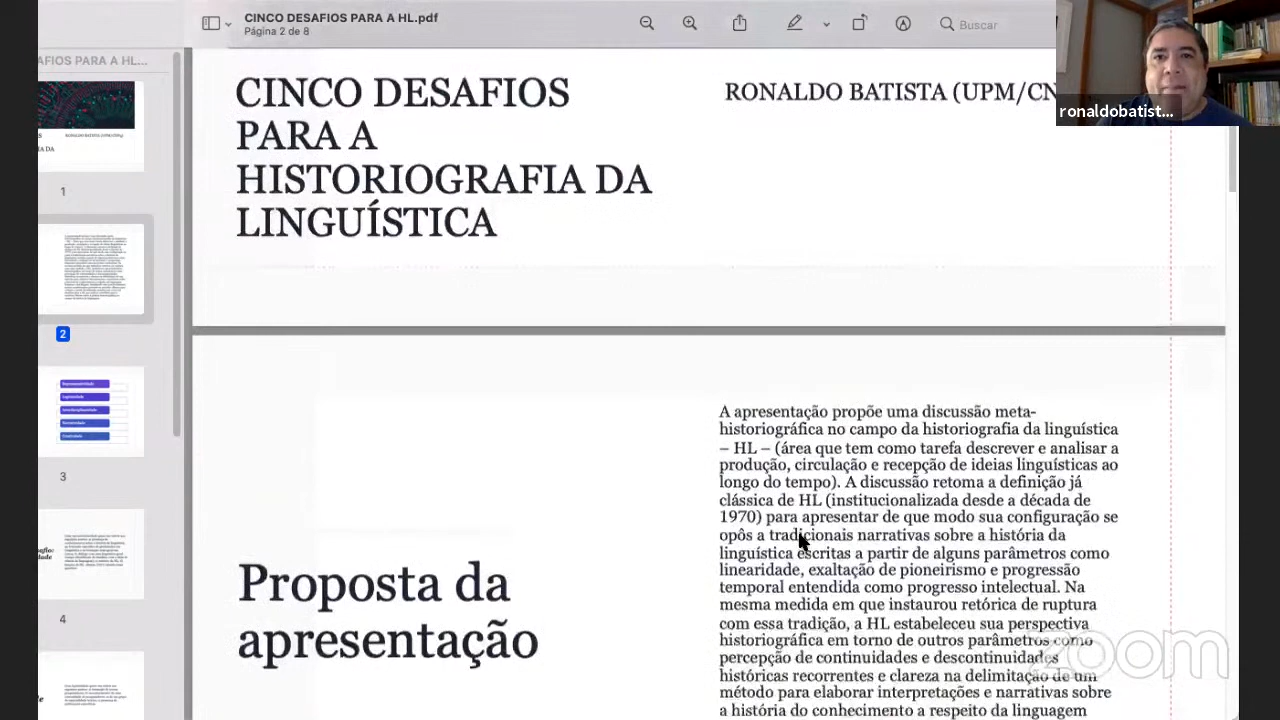 CINCO DESAFIOS PARA A HL.pdf
Página 2 de 8
Buscar
AFIOS PARA A HL...
ronaldobatist...
CINCO DESAFIOS
PARA A
HISTORIOGRAFIA DA
LINGUÍSTICA
RONALDO BATISTA (UPM/CN
1
2
3
4
Proposta da
apresentação
A apresentação propõe uma discussão meta-
historiográfica no campo da historiografia da linguística
– HL – (área que tem como tarefa descrever e analisar a
produção, circulação e recepção de ideias linguísticas ao
longo do tempo). A discussão retoma a definição já
clássica de HL (institucionalizada desde a década de
1970) para apresentar de que modo sua configuração se
opôs a tradicionais narrativas sobre a história da
linguística escritas a partir de alguns parâmetros como
linearidade, exaltação de pioneirismo e progressão
temporal entendida como progresso intelectual. Na
mesma medida em que instaurou retórica de ruptura
com essa tradição, a HL estabeleceu sua perspectiva
historiográfica em torno de outros parâmetros como
percepção de continuidades e descontinuidades
históricas recorrentes e clareza na delimitação de um
método para elaborar interpretações e narrativas sobre
a história do conhecimento a respeito da linguagem
zoom